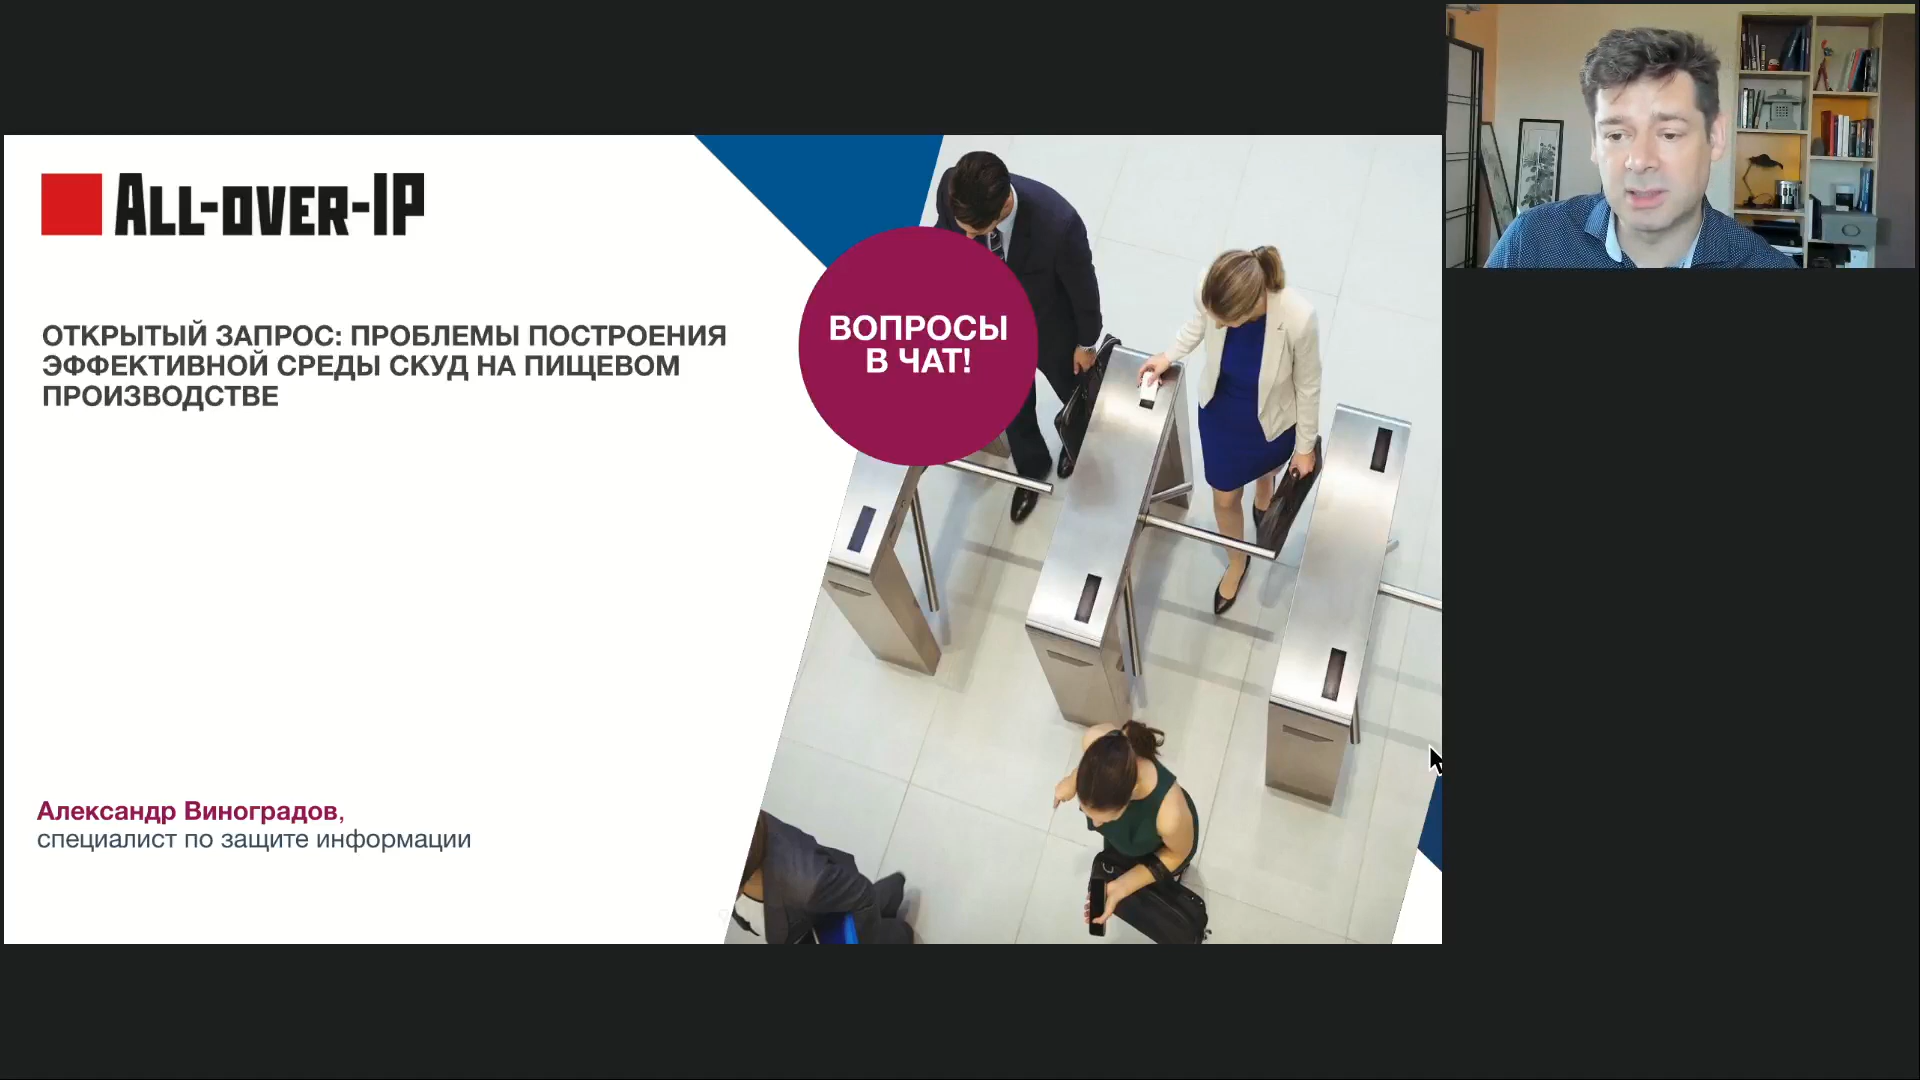 ALL-OVER-IP
ОТКРЫТЫЙ ЗАПРОС: ПРОБЛЕМЫ ПОСТРОЕНИЯ
ЭФФЕКТИВНОЙ СРЕДЫ СКУД НА ПИЩЕВОМ
ПРОИЗВОДСТВЕ
ВОПРОСЫ
В ЧАТ!
Александр Виноградов,
специалист по защите информации